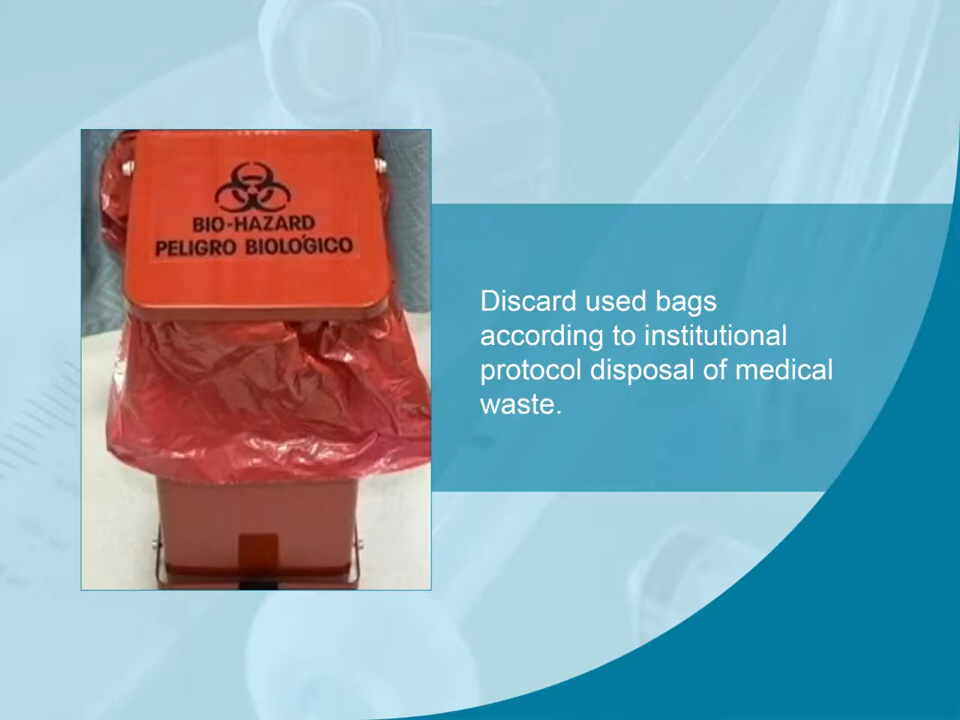 BIO-HAZARD
PELIGRO BIOLÓGICO
Discard used bags
according to institutional
protocol disposal of medical
waste.